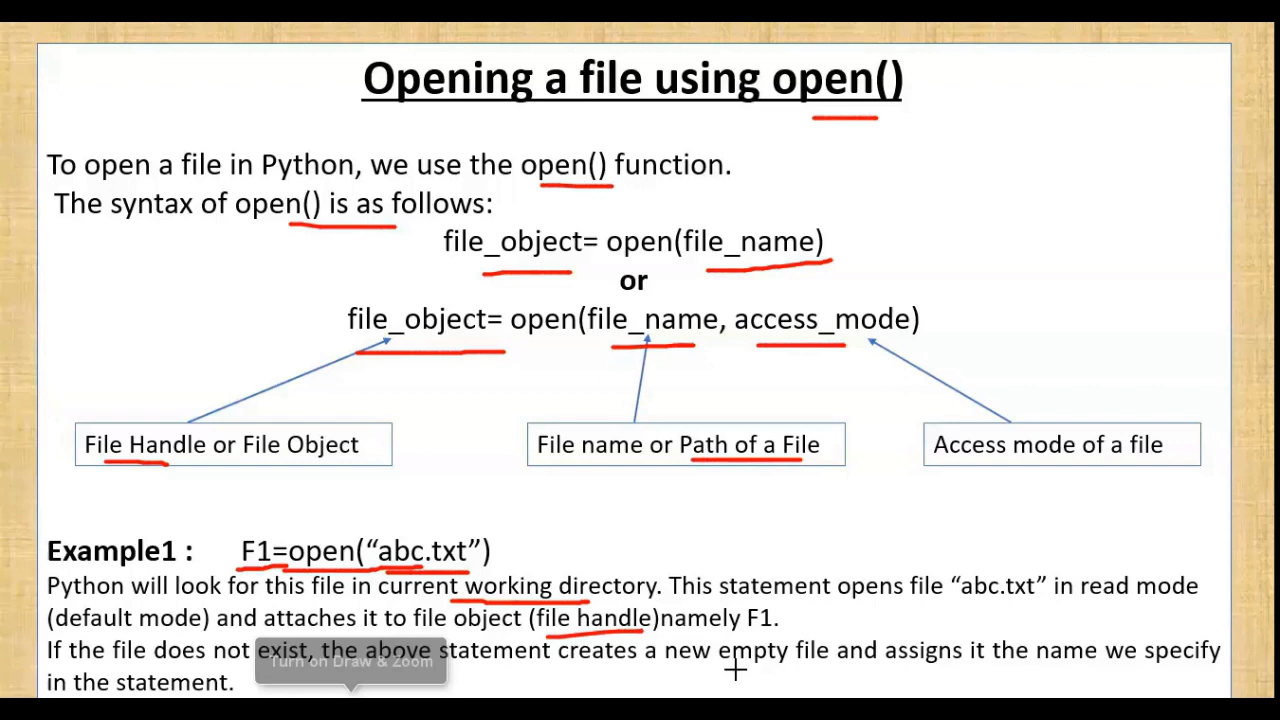 Opening a file using open()
To open a file in Python, we use the open() function.
The syntax of open() is as follows:
file_object= open(file_name)
or
file_object= open(file_name, access_mode)
File Handle or File Object
File name or Path of a File
Access mode of a file
Example1 : F1=open(“abc.txt”)
Python will look for this file in current working directory. This statement opens file “abc.txt” in read mode
(default mode) and attaches it to file object (file handle)namely F1.
If the file does not exist, the above statement creates a new empty file and assigns it the name we specify
Turn on Draw & Zoom
in the statement.